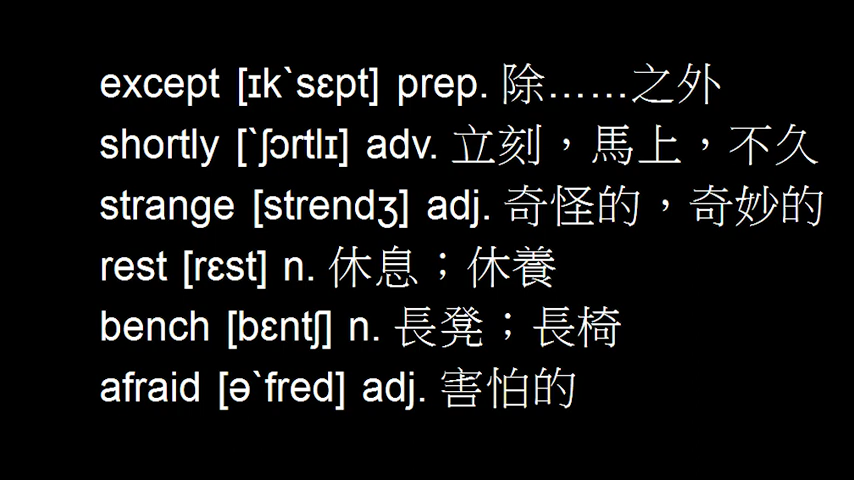 except [ɪk`sɛpt] prep. 除……之外
shortly [`ʃɔrtlɪ] adv. 立刻，馬上，不久
strange [strendʒ] adj. 奇怪的，奇妙的
rest [rɛst] n. 休息；休養
bench [bɛntʃ] n. 長凳；長椅
afraid [ə`fred] adj. 害怕的